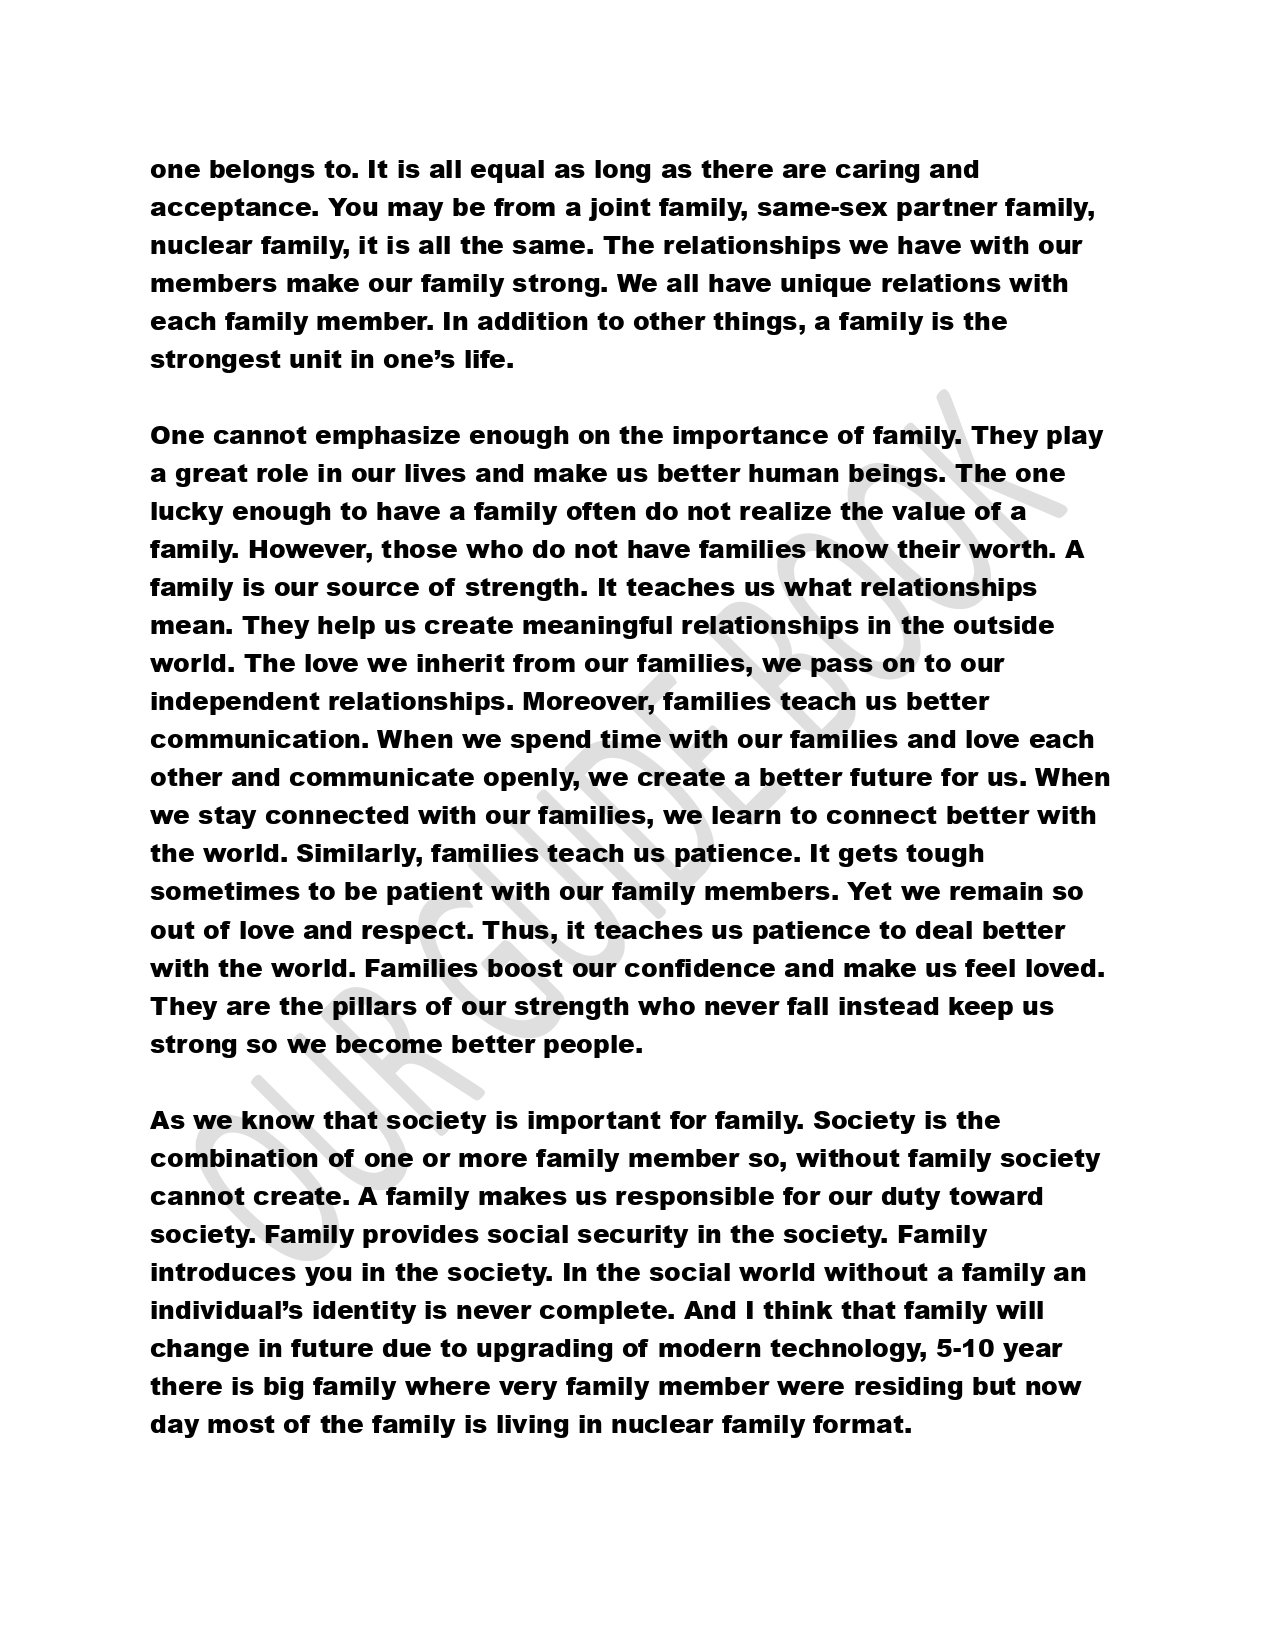 one belongs to. It is all equal as long as there are caring and
acceptance. You may be from a joint family, same-sex partner family,
nuclear family, it is all the same. The relationships we have with our
members make our family strong. We all have unique relations with
each family member. In addition to other things, a family is the
strongest unit in one’s life.
One cannot emphasize enough on the importance of family. They play
a great role in our lives and make us better human beings. The one
lucky enough to have a family often do not realize the value of a
family. However, those who do not have families know their worth. A
family is our source of strength. It teaches us what relationships
mean. They help us create meaningful relationships in the outside
world. The love we inherit from our families, we pass on to our
independent relationships. Moreover, families teach us better
communication. When we spend time with our families and love each
other and communicate openly, we create a better future for us. When
we stay connected with our families, we learn to connect better with
the world. Similarly, families teach us patience. It gets tough
sometimes to be patient with our family members. Yet we remain so
out of love and respect. Thus, it teaches us patience to deal better
with the world. Families boost our confidence and make us feel loved.
They are the pillars of our strength who never fall instead keep us
strong so we become better people.
As we know that society is important for family. Society is the
combination of one or more family member so, without family society
cannot create. A family makes us responsible for our duty toward
society. Family provides social security in the society. Family
introduces you in the society. In the social world without a family an
individual’s identity is never complete. And I think that family will
change in future due to upgrading of modern technology, 5-10 year
there is big family where very family member were residing but now
day most of the family is living in nuclear family format.
OUR GUIDE BOOK